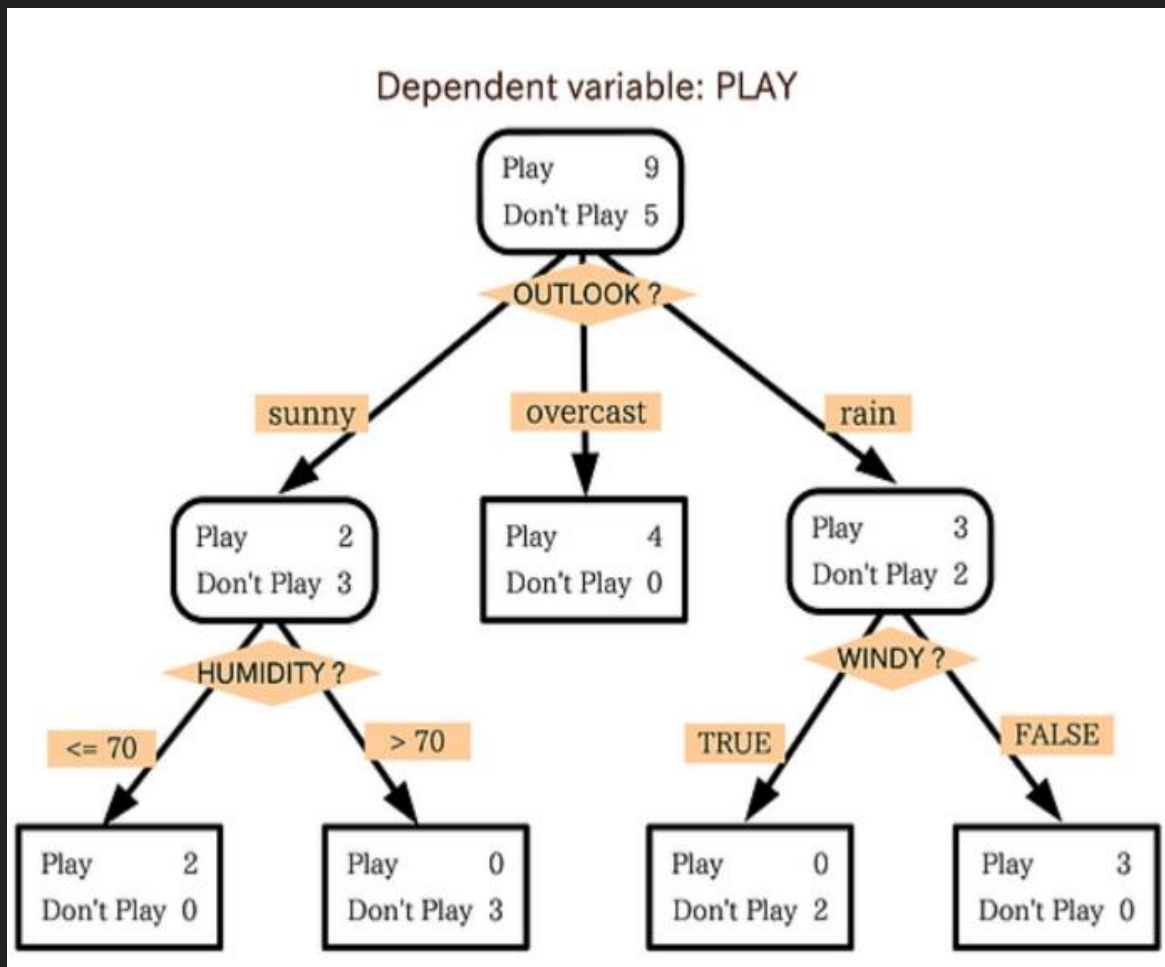 Dependent variable: PLAY
Play 9
Don't Play 5
OUTLOOK ?
sunny
overcast
rain
Play 2
Don't Play 3
Play 4
Don't Play 0
Play 3
Don't Play 2
HUMIDITY ?
WINDY ?
<= 70
> 70
TRUE
FALSE
Play 2
Don't Play 0
Play 0
Don't Play 3
Play 0
Don't Play 2
Play 3
Don't Play 0